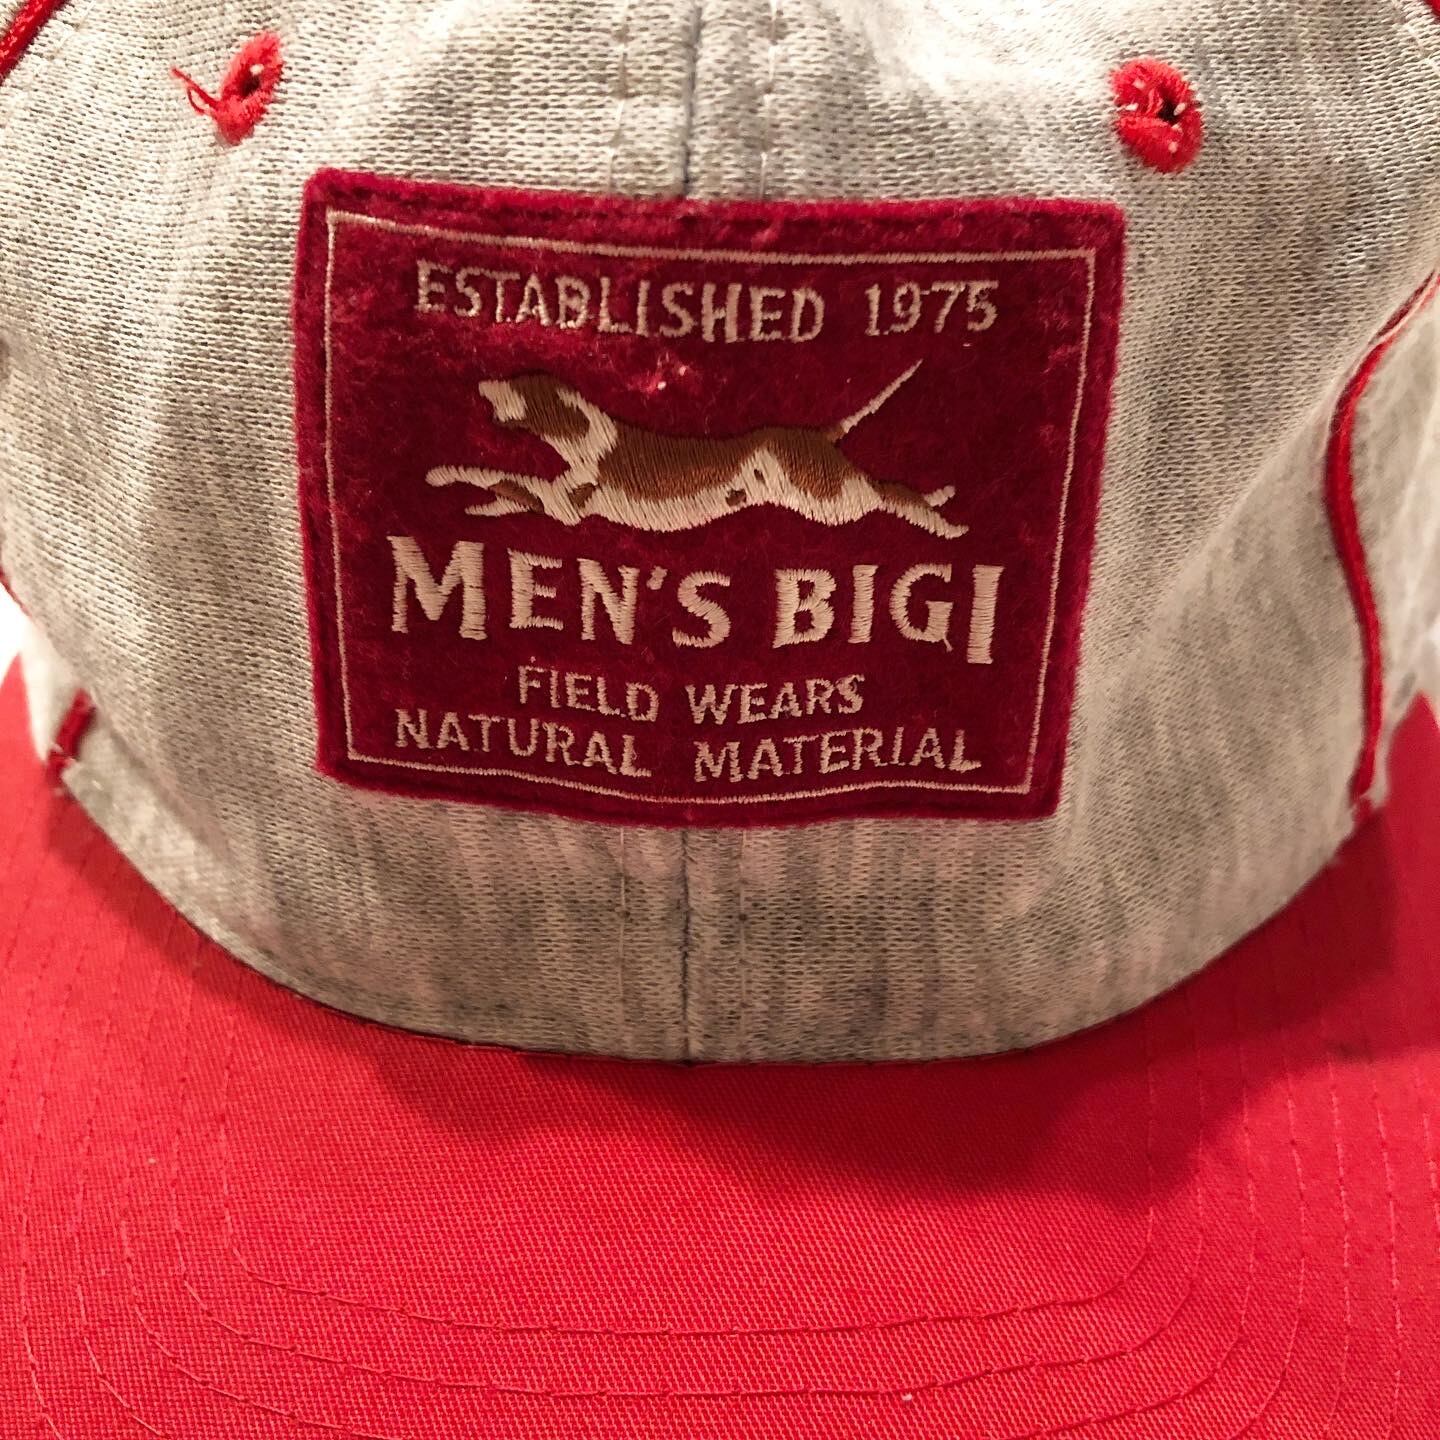 ESTABLISHED 1975
MEN'S BIGI
FIELD WEARS
NATURAL MATERIAL